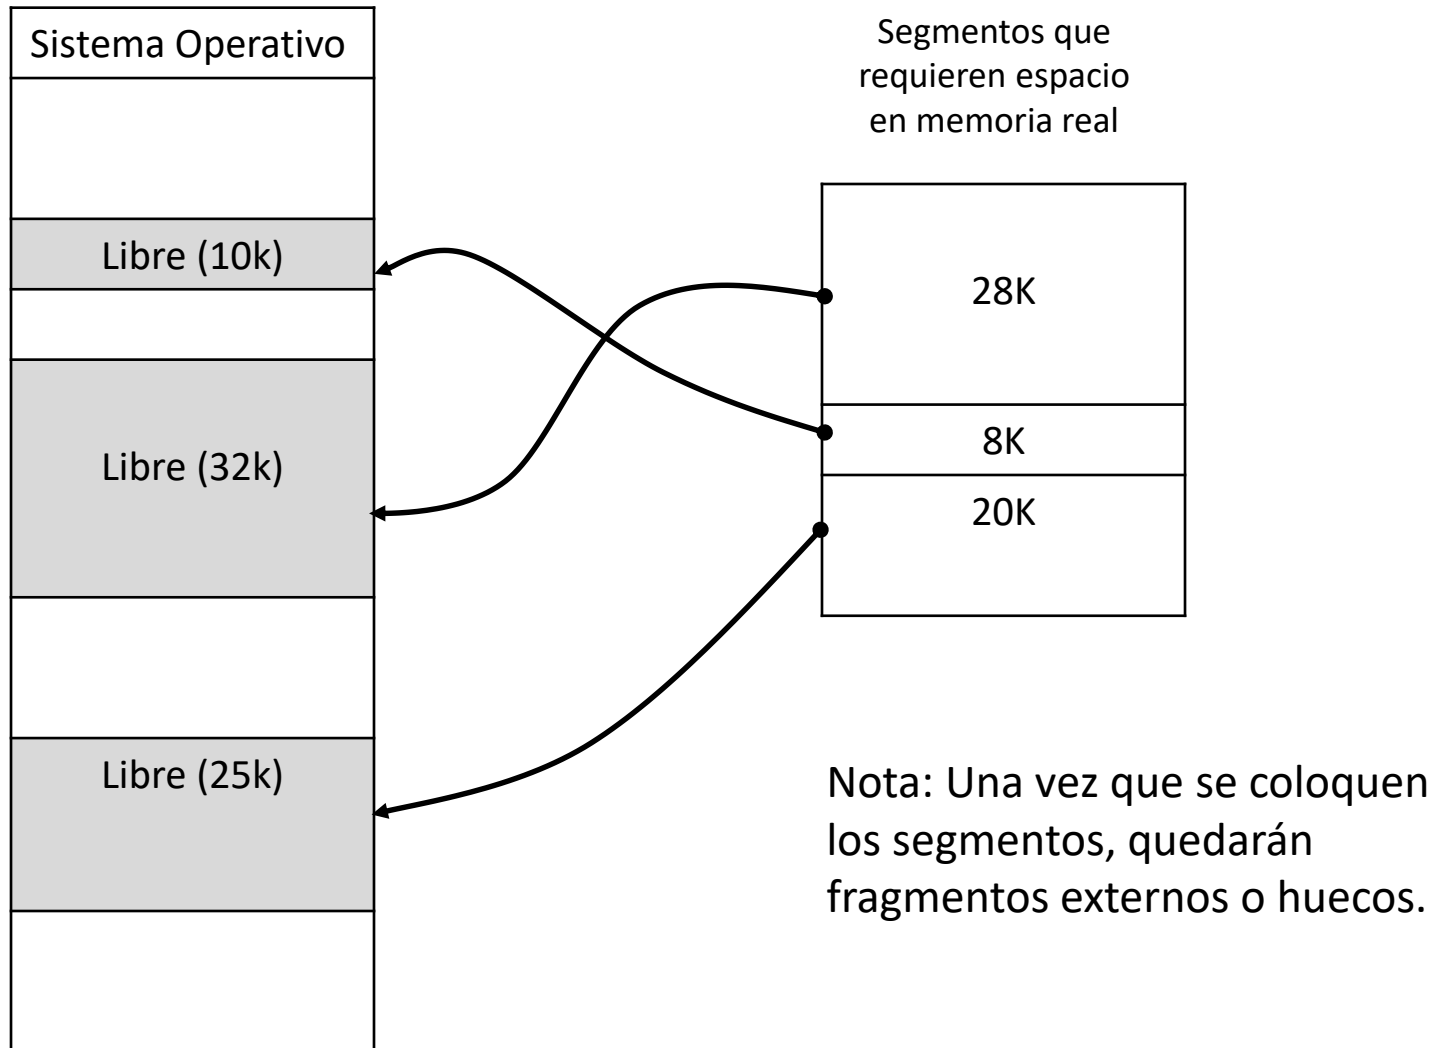 Sistema Operativo
Libre (10k)
Libre (32k)
Libre (25k)
Segmentos que
requieren espacio
en memoria real
28K
8K
20K
Nota: Una vez que se coloquen
los segmentos, quedarán
fragmentos externos o huecos.